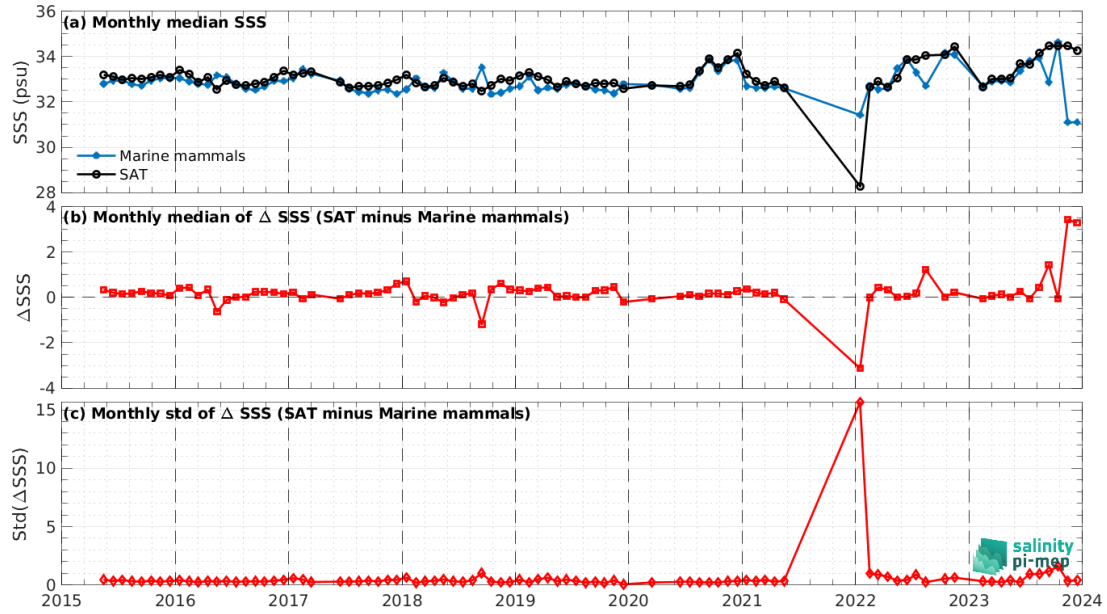 (a) Monthly median SSS
36
34
32
30
28
SSS (psu)
Marine mammals
SAT
(b) Monthly median of Δ SSS (SAT minus Marine mammals)
4
2
0
-2
-4
ΔSSS
(c) Monthly std of Δ SSS (SAT minus Marine mammals)
15
10
5
0
Std(ΔSSS)
salinity
pi-mep
2015 2016 2017 2018 2019 2020 2021 2022 2023 2024